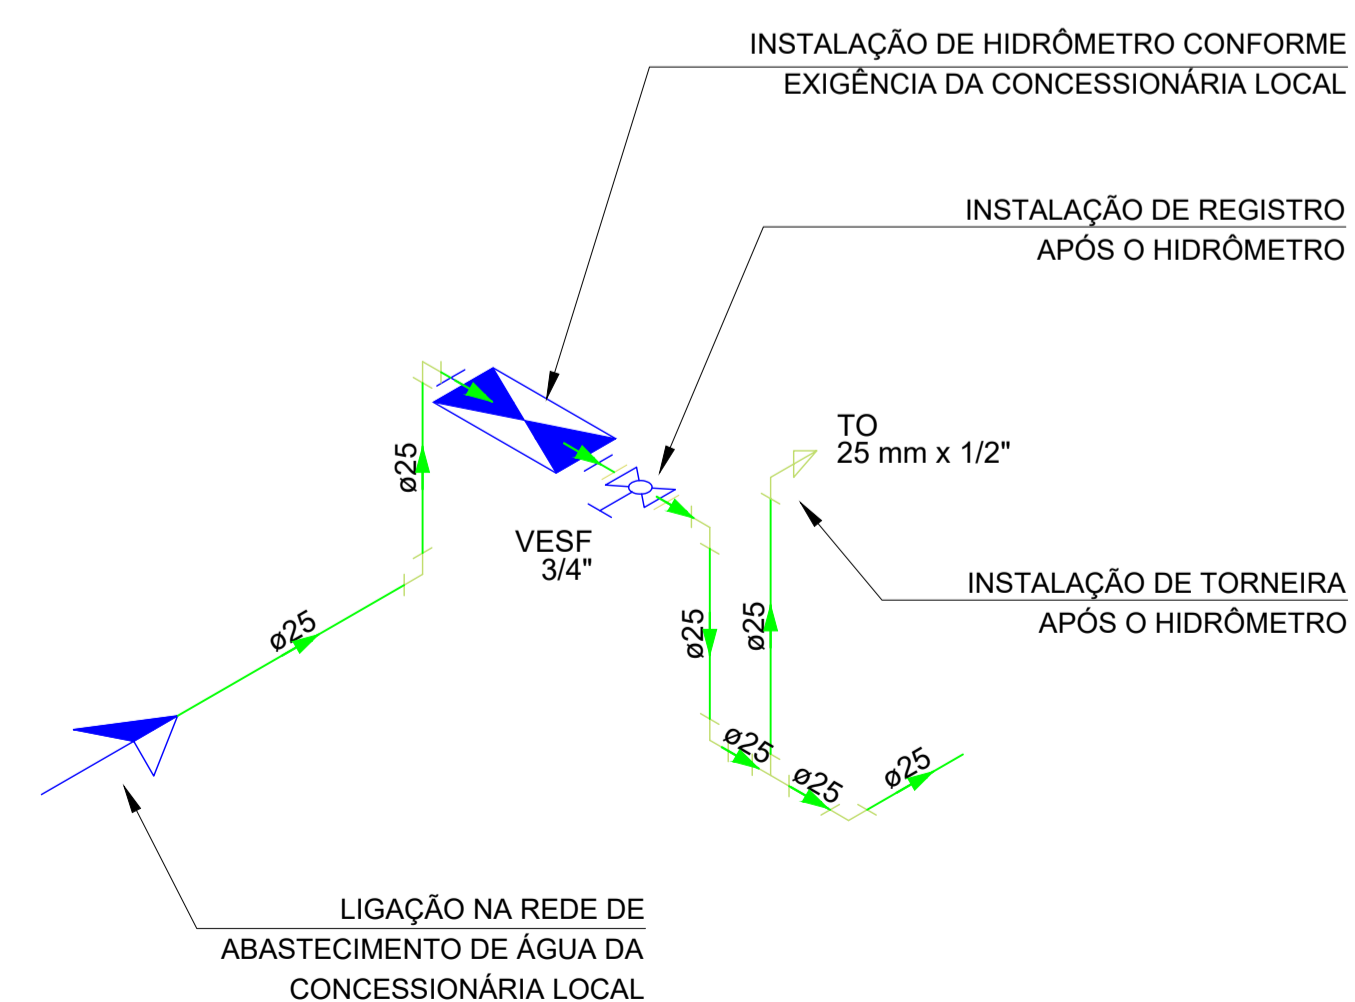 INSTALAÇÃO DE HIDRÔMETRO CONFORME
EXIGÊNCIA DA CONCESSIONÁRIA LOCAL
INSTALAÇÃO DE REGISTRO
APÓS O HIDRÔMETRO
TO
25 mm x 1/2"
ø25
VESF
3/4"
INSTALAÇÃO DE TORNEIRA
APÓS O HIDRÔMETRO
ø25
ø25
ø25
ø25
ø25
ø25
LIGAÇÃO NA REDE DE
ABASTECIMENTO DE ÁGUA DA
CONCESSIONÁRIA LOCAL